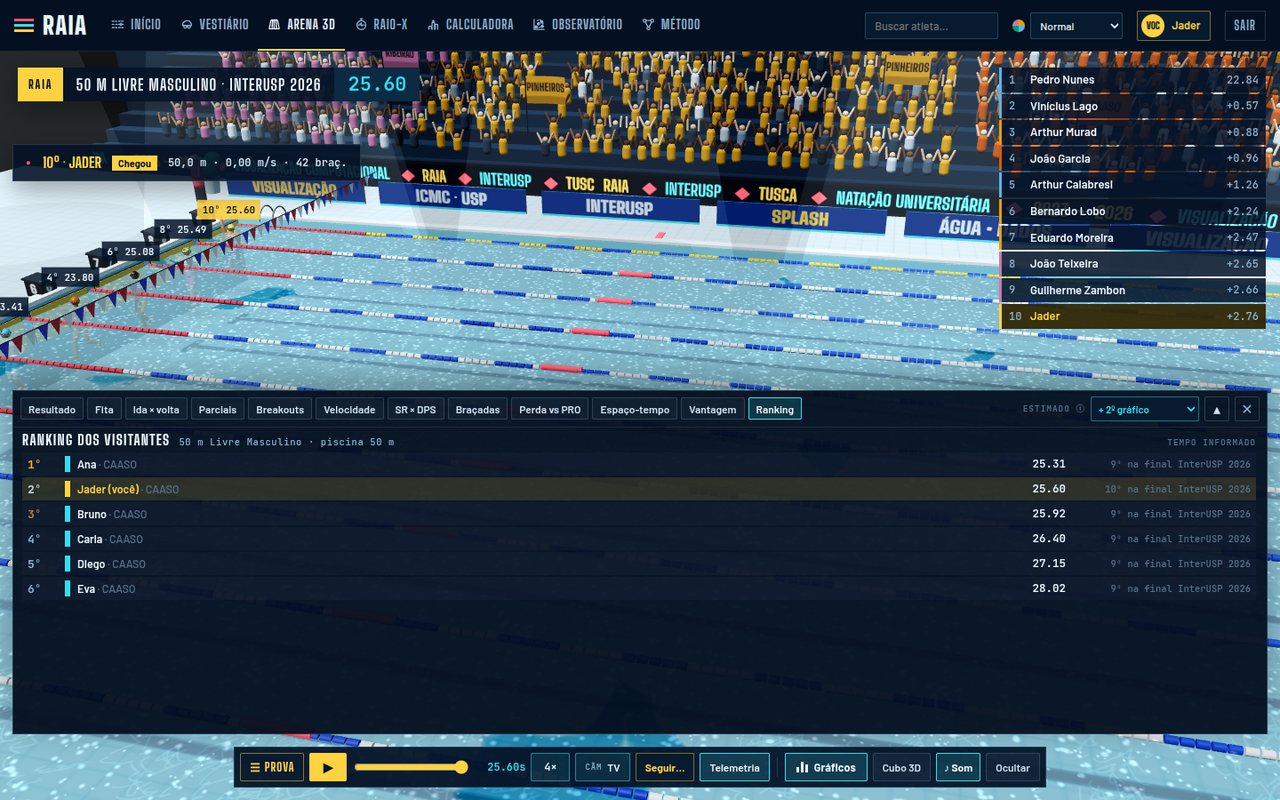 RAIA INÍCIO VESTIÁRIO ARENA 3D RAIO-X CALCULADORA OBSERVATÓRIO MÉTODO Buscar atleta... Normal VOC Jader SAIR
RAIA 50 M LIVRE MASCULINO · INTERUSP 2026 25.60
10º · JADER Chegou 50,0 m · 0,00 m/s · 42 braç.
PINHEIROS
PINHEIROS
1 Pedro Nunes 22.84
2 Vinícius Lago +0.57
3 Arthur Murad +0.88
4 João Garcia +0.96
5 Arthur Calabresi +1.26
6 Bernardo Lobo +2.24
7 Eduardo Moreira +2.47
8 João Teixeira +2.65
9 Guilherme Zambon +2.66
10 Jader +2.76
RAIA INTERUSP TUSC RAIA INTERUSP TUSCA NATAÇÃO UNIVERSITÁRIA
VISUALIZAÇÃO ICMC · USP INTERUSP SPLASH
10º 25.60
8º 25.49
6º 25.08
4º 23.80
3.41
Resultado Fita Ida × volta Parciais Breakouts Velocidade SR × DPS Braçadas Perda vs PRO Espaço-tempo Vantagem Ranking ESTIMADO ⓘ + 2º gráfico ▲ ✕
RANKING DOS VISITANTES 50 m Livre Masculino · piscina 50 m TEMPO INFORMADO
1º Ana · CAASO 25.31 9º na final InterUSP 2026
2º Jader (você) · CAASO 25.60 10º na final InterUSP 2026
3º Bruno · CAASO 25.92 9º na final InterUSP 2026
4º Carla · CAASO 26.40 9º na final InterUSP 2026
5º Diego · CAASO 27.15 9º na final InterUSP 2026
6º Eva · CAASO 28.02 9º na final InterUSP 2026
☰ PROVA ▶ 25.60s 4× CÂM TV Seguir... Telemetria Gráficos Cubo 3D ♪ Som Ocultar